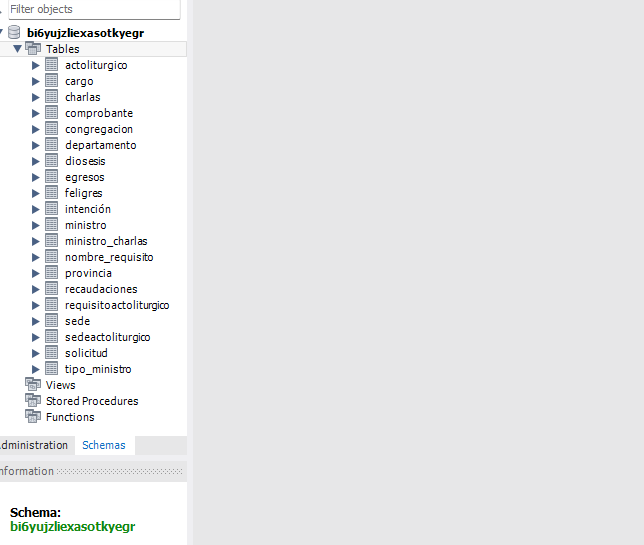 Filter objects
bi6yujzliexasotkyegr
Tables
actoliturgico
cargo
charlas
comprobante
congregacion
departamento
diosesis
egresos
feligres
intención
ministro
ministro_charlas
nombre_requisito
provincia
recaudaciones
requisitoactoliturgico
sede
sedeactoliturgico
solicitud
tipo_ministro
Views
Stored Procedures
Functions
dministration Schemas
nformation
Schema:
bi6yujzliexasotkyegr